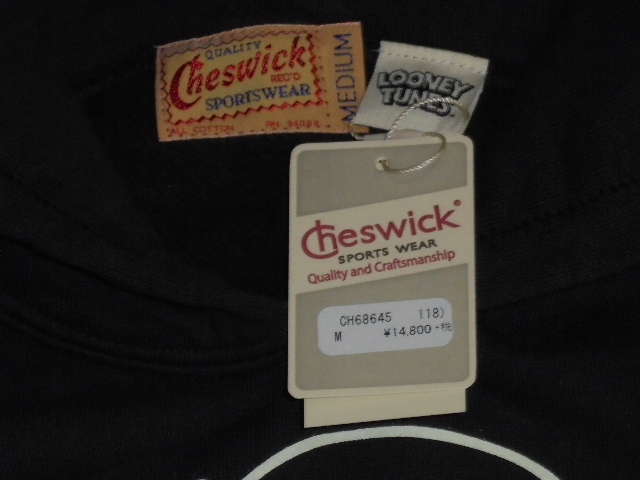 QUALITY
Cheswick
REG'D
SPORTSWEAR
ALL COTTON
MEDIUM
LOONEY
TUNES
Cheswick
SPORTS WEAR
Quality and Craftsmanship
CH68645 (18)
M ¥14,800+税